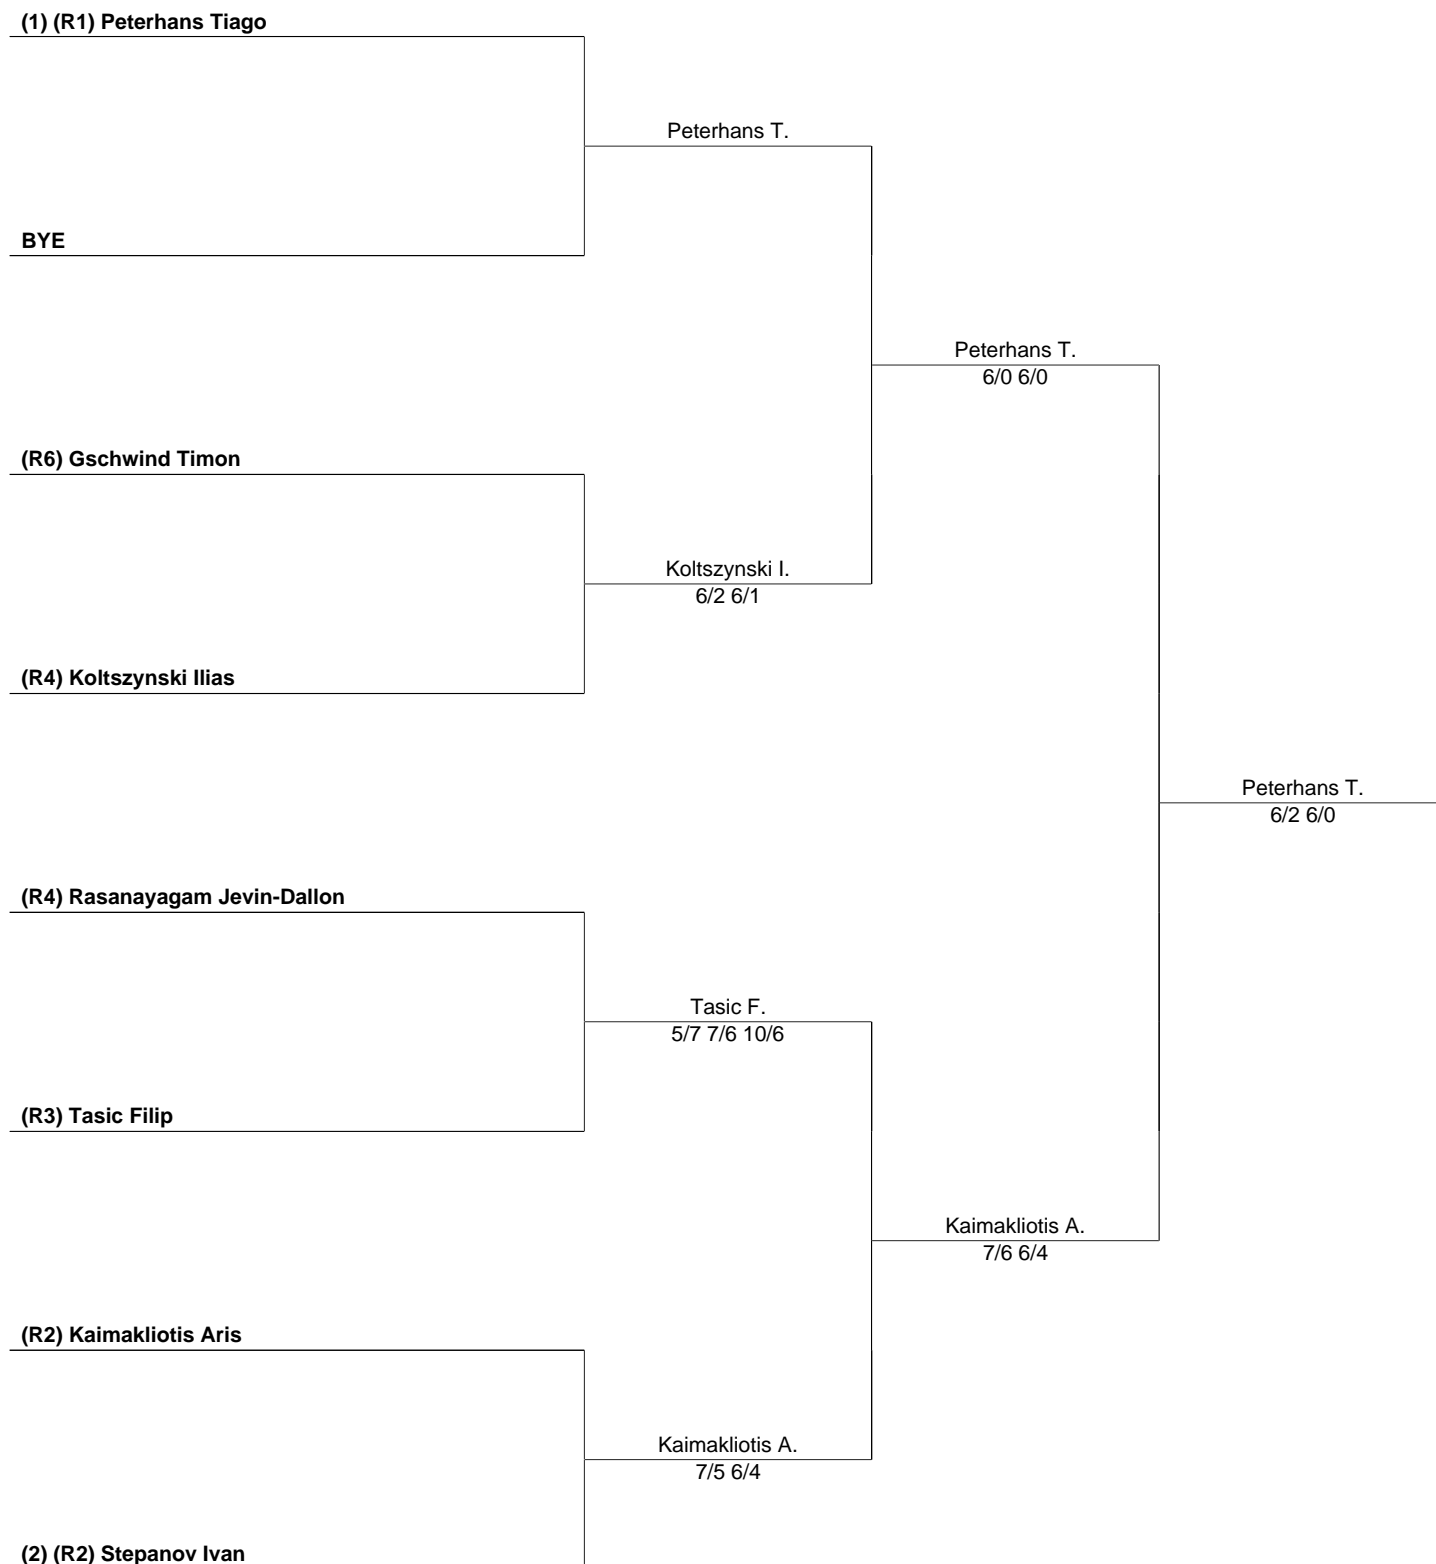 (1) (R1) Peterhans Tiago
Peterhans T.
BYE
Peterhans T.
6/0 6/0
(R6) Gschwind Timon
Koltszynski I.
6/2 6/1
(R4) Koltszynski Ilias
Peterhans T.
6/2 6/0
(R4) Rasanayagam Jevin-Dallon
Tasic F.
5/7 7/6 10/6
(R3) Tasic Filip
Kaimakliotis A.
7/6 6/4
(R2) Kaimakliotis Aris
Kaimakliotis A.
7/5 6/4
(2) (R2) Stepanov Ivan